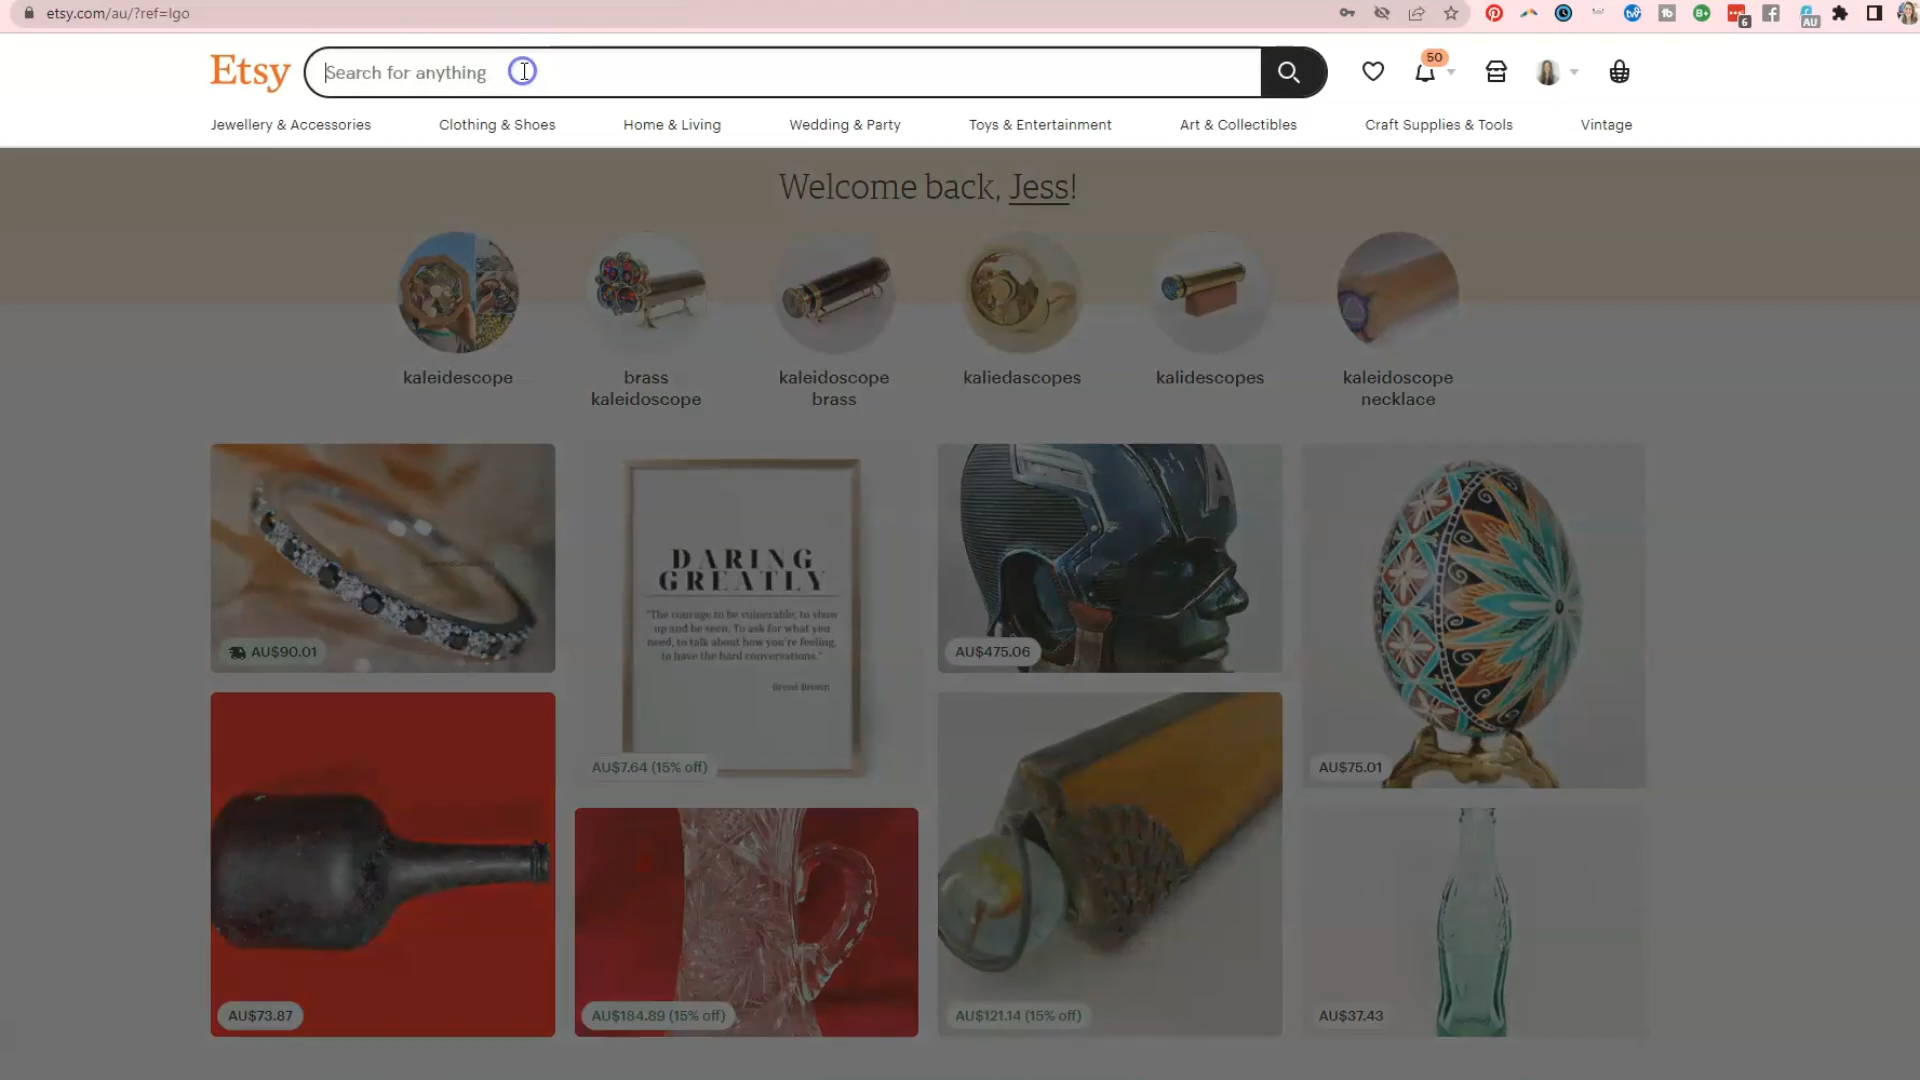 etsy.com/au/?ref=lgo
6
AU
Etsy
Search for anything
50
Jewellery & Accessories
Clothing & Shoes
Home & Living
Wedding & Party
Toys & Entertainment
Art & Collectibles
Craft Supplies & Tools
Vintage
Welcome back, Jess!
kaleidescope
brass
kaleidoscope
kaleidoscope
brass
kaliedascopes
kalidescopes
kaleidoscope
necklace
AU$90.01
DARING
GREATLY
"The courage to be vulnerable; to show
up and be seen. To ask for what you
need, to talk about how you're feeling,
to have the hard conversations."
Brené Brown
AU$7.64 (15% off)
A
AU$475.06
AU$75.01
AU$73.87
AU$184.89 (15% off)
AU$121.14 (15% off)
AU$37.43